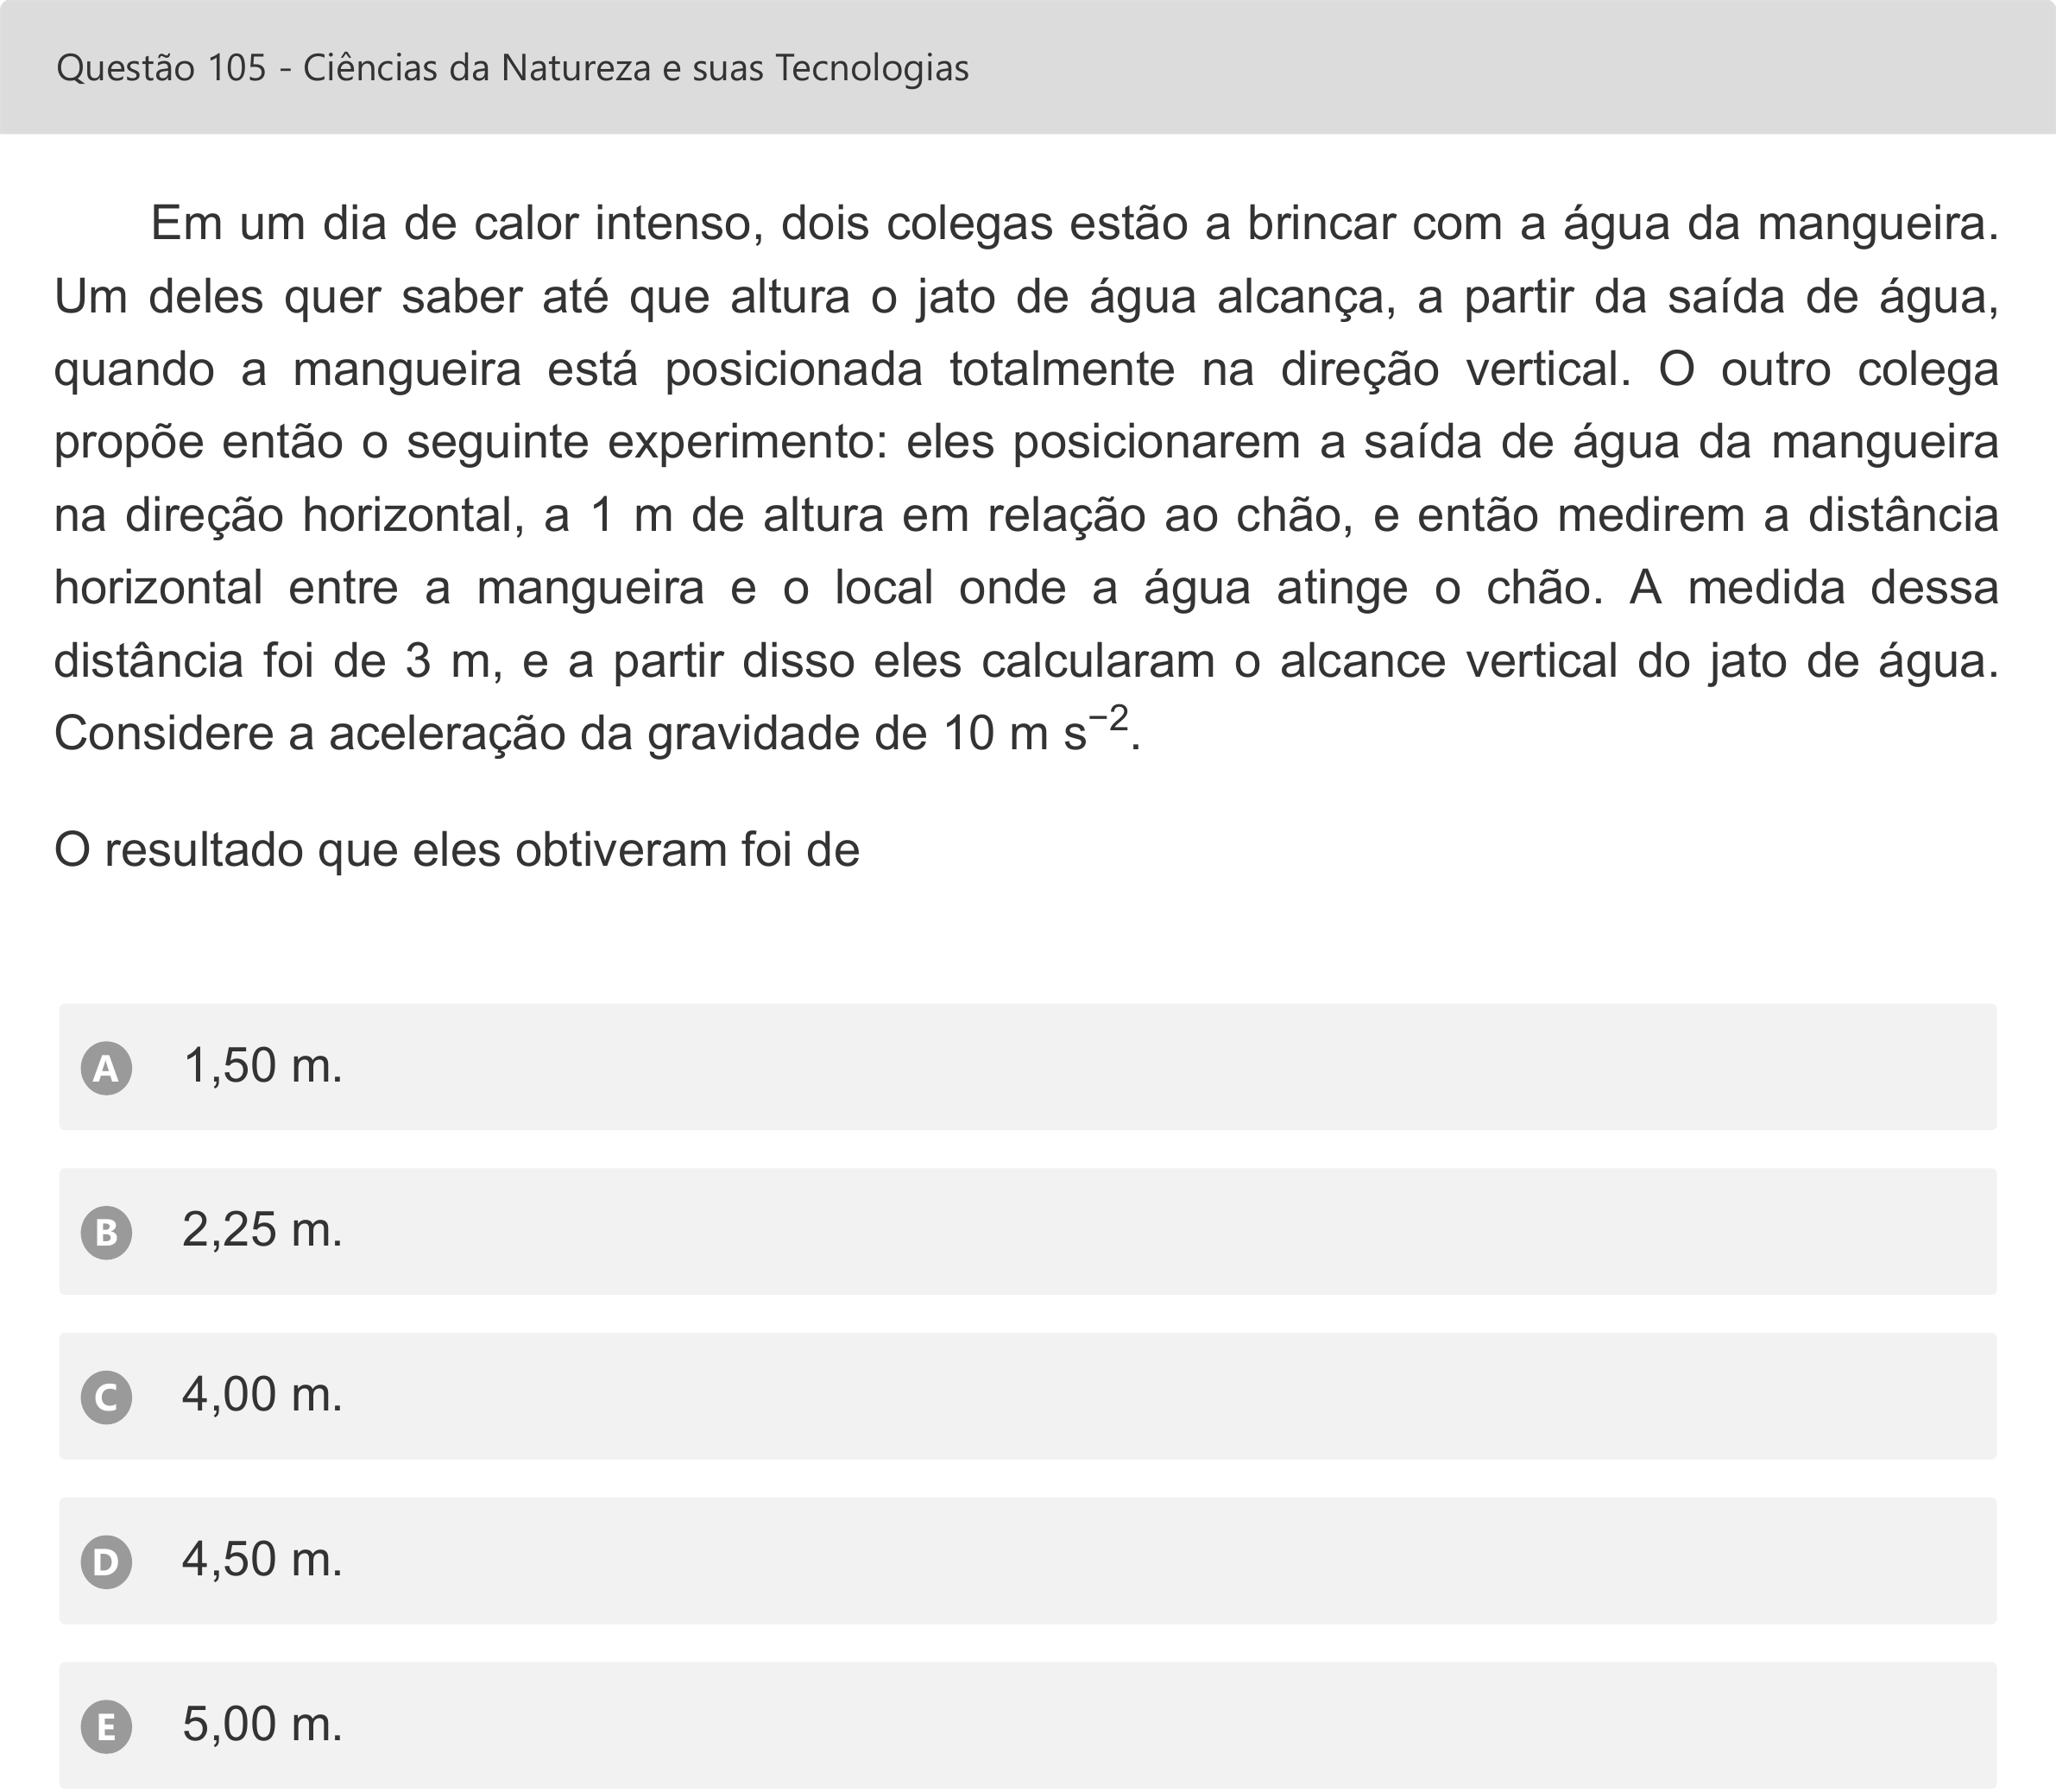 Questão 105 - Ciências da Natureza e suas Tecnologias
Em um dia de calor intenso, dois colegas estão a brincar com a água da mangueira.
Um deles quer saber até que altura o jato de água alcança, a partir da saída de água,
quando a mangueira está posicionada totalmente na direção vertical. O outro colega
propõe então o seguinte experimento: eles posicionarem a saída de água da mangueira
na direção horizontal, a 1 m de altura em relação ao chão, e então medirem a distância
horizontal entre a mangueira e o local onde a água atinge o chão. A medida dessa
distância foi de 3 m, e a partir disso eles calcularam o alcance vertical do jato de água.
Considere a aceleração da gravidade de 10 m s⁻².
O resultado que eles obtiveram foi de
A 1,50 m.
B 2,25 m.
C 4,00 m.
D 4,50 m.
E 5,00 m.